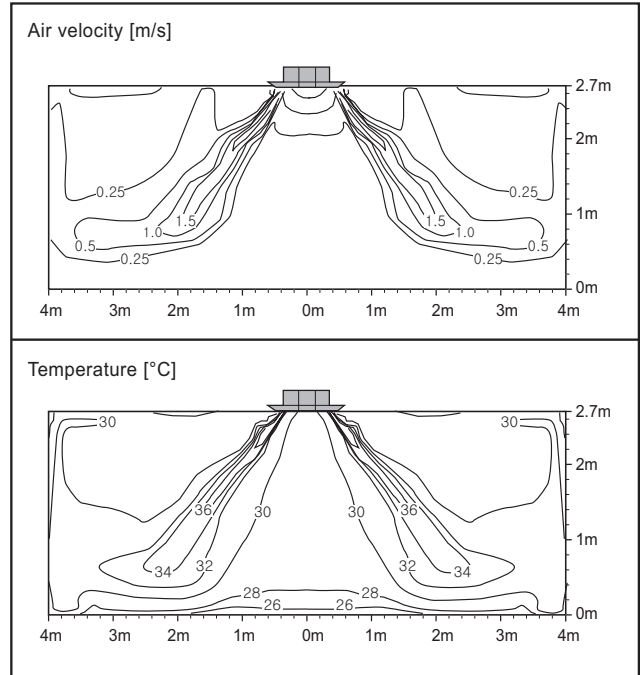 Air velocity [m/s]
2.7m
2m
0.25 0.25
1m
1.5 1.5
1.0 1.0
0.5 0.5
0.25 0.25
0m
4m 3m 2m 1m 0m 1m 2m 3m 4m
Temperature [°C]
2.7m
30 30
2m
36 36
30 30
1m
34 32 32 34
28 28
26 26
0m
4m 3m 2m 1m 0m 1m 2m 3m 4m